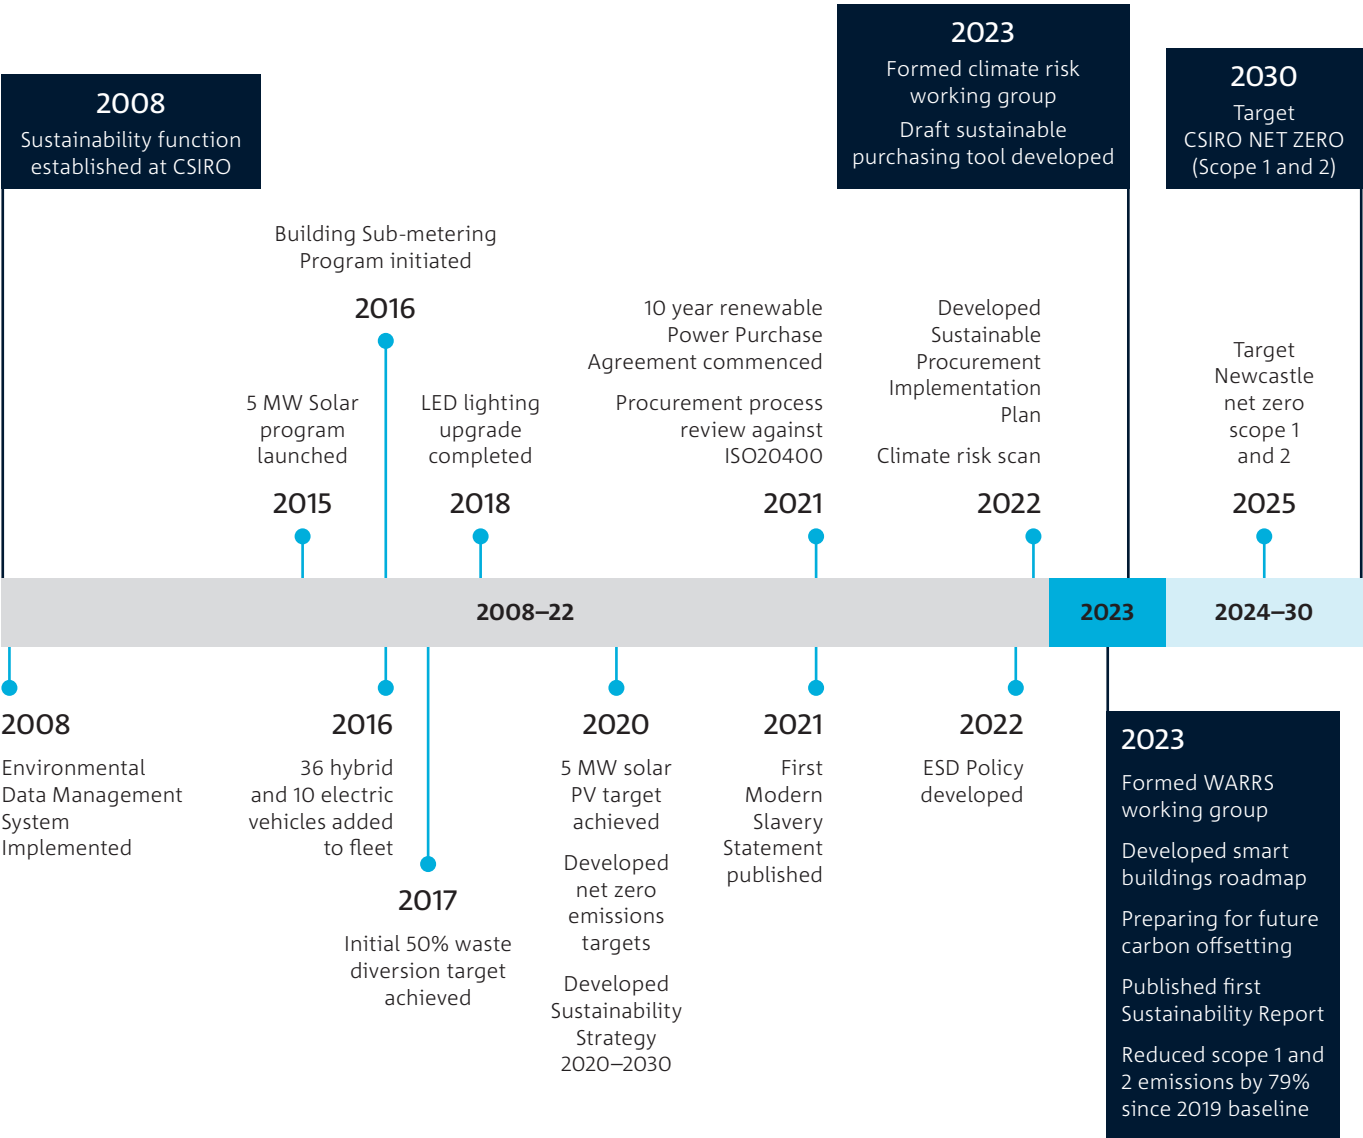 2008
Sustainability function
established at CSIRO
2023
Formed climate risk
working group
Draft sustainable
purchasing tool developed
2030
Target
CSIRO NET ZERO
(Scope 1 and 2)
Building Sub-metering
Program initiated
2016
5 MW Solar
program
launched
2015
LED lighting
upgrade
completed
2018
10 year renewable
Power Purchase
Agreement commenced
Procurement process
review against
ISO20400
2021
Developed
Sustainable
Procurement
Implementation
Plan
Climate risk scan
2022
Target
Newcastle
net zero
scope 1
and 2
2025
2008–22
2023
2024–30
2008
Environmental
Data Management
System
Implemented
2016
36 hybrid
and 10 electric
vehicles added
to fleet
2017
Initial 50% waste
diversion target
achieved
2020
5 MW solar
PV target
achieved
Developed
net zero
emissions
targets
Developed
Sustainability
Strategy
2020–2030
2021
First
Modern
Slavery
Statement
published
2022
ESD Policy
developed
2023
Formed WARRS
working group
Developed smart
buildings roadmap
Preparing for future
carbon offsetting
Published first
Sustainability Report
Reduced scope 1 and
2 emissions by 79%
since 2019 baseline